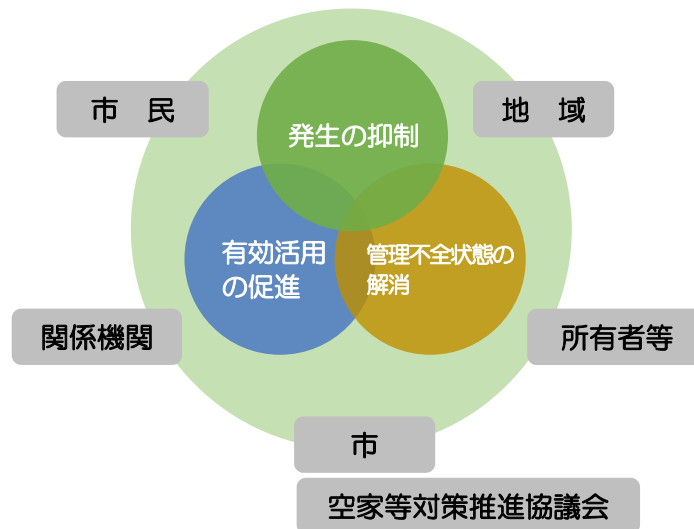 市　民
地　域
発生の抑制
有効活用
の促進
管理不全状態の
解消
関係機関
所有者等
市
空家等対策推進協議会